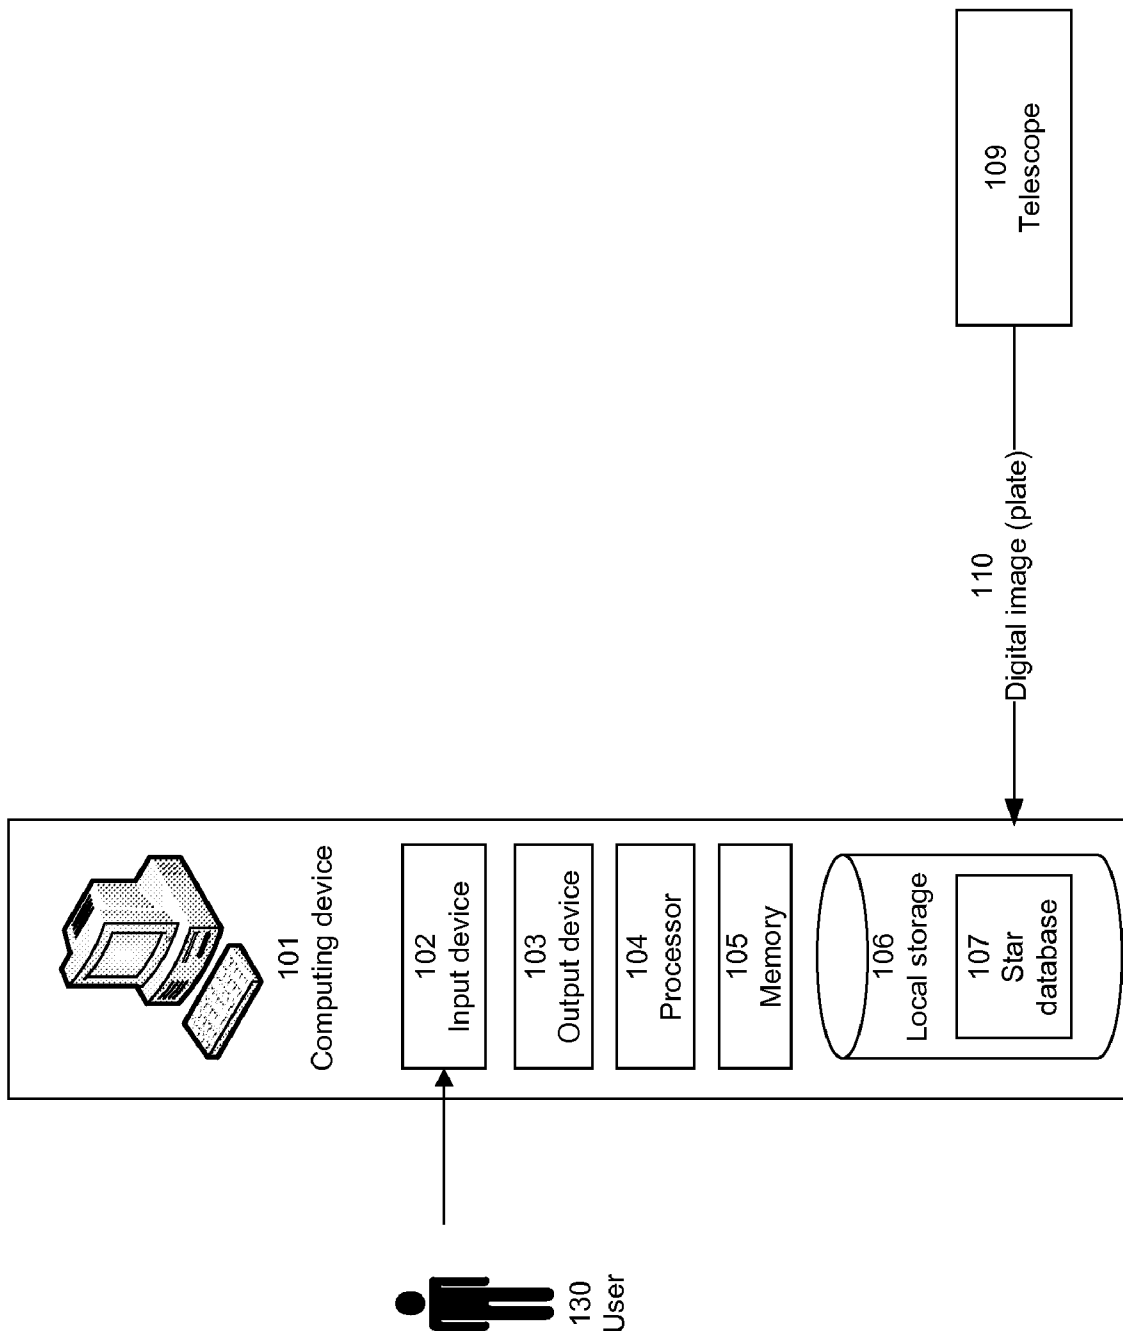 130
User
101
Computing device
102
Input device
103
Output device
104
Processor
105
Memory
106
Local storage
107
Star
database
110
Digital image (plate)
109
Telescope